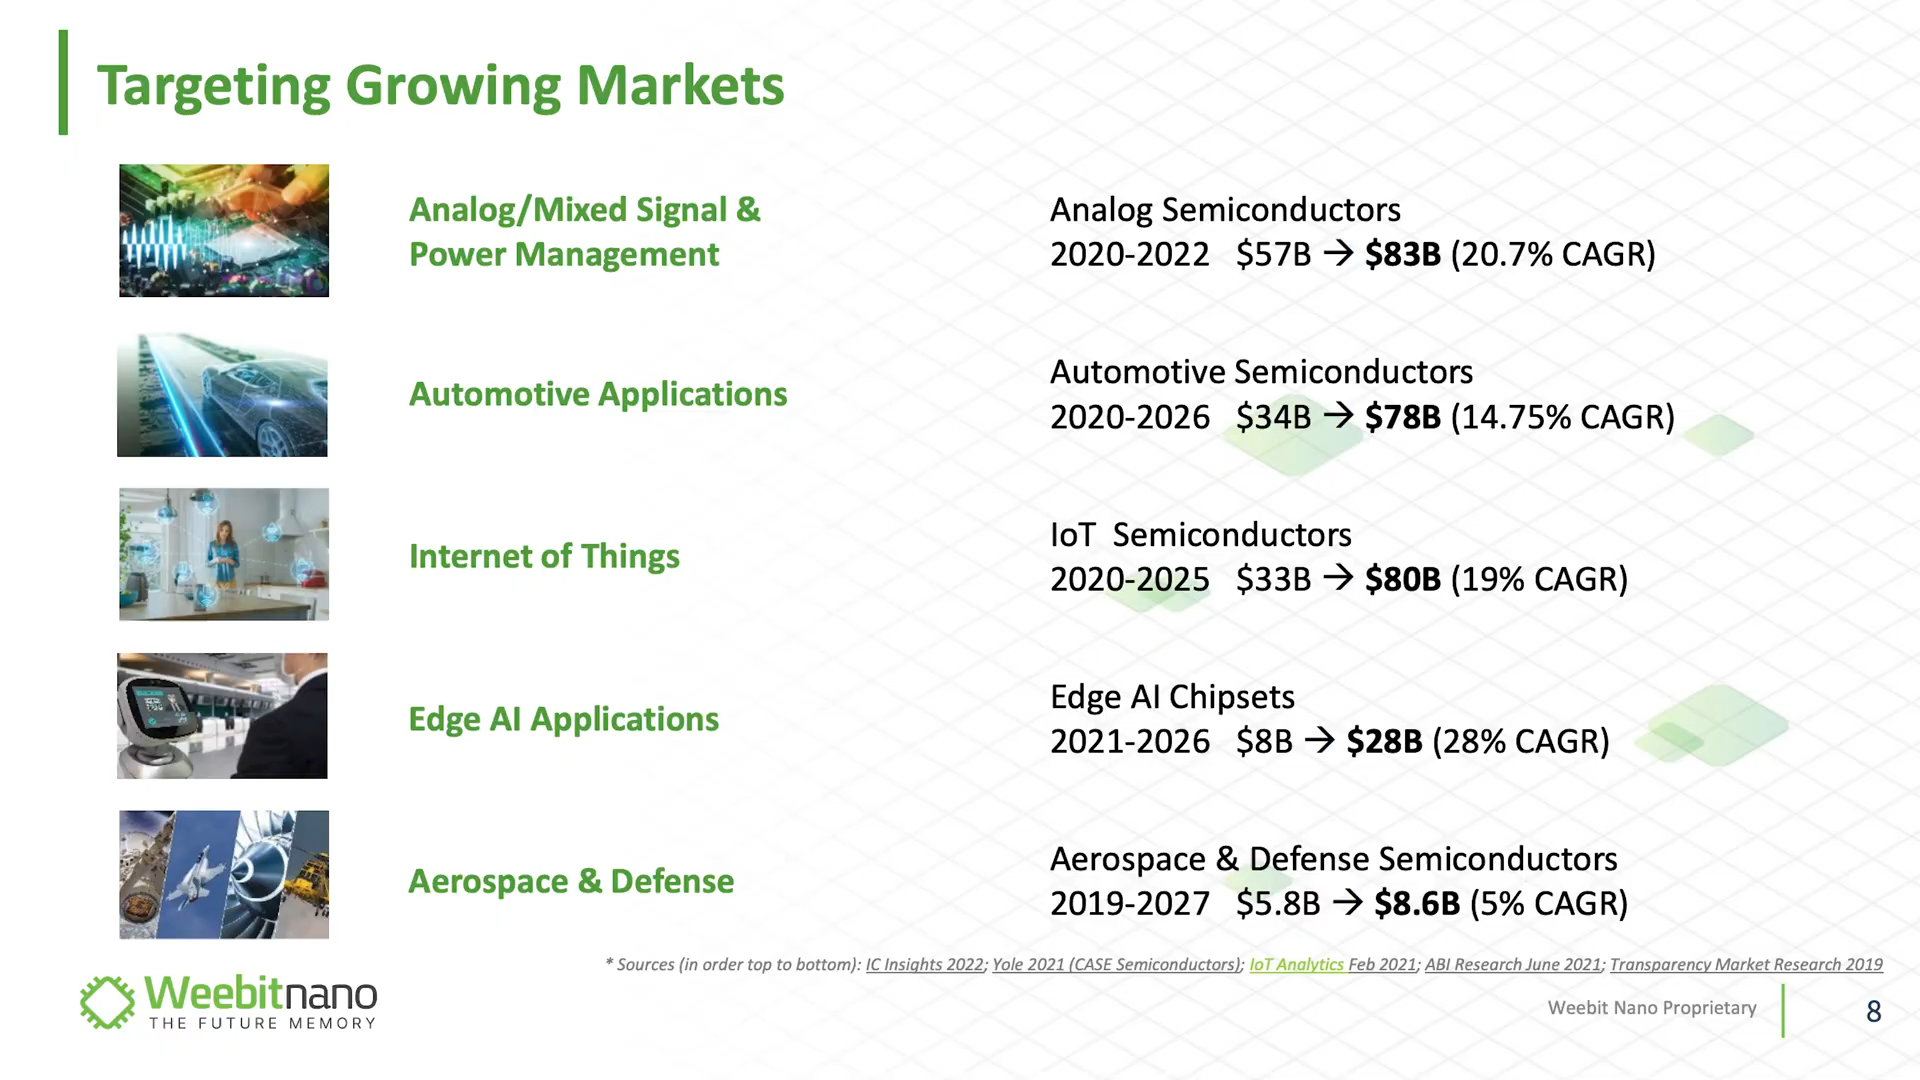 Targeting Growing Markets
Analog/Mixed Signal &
Power Management
Analog Semiconductors
2020-2022 $57B → $83B (20.7% CAGR)
Automotive Applications
Automotive Semiconductors
2020-2026 $34B → $78B (14.75% CAGR)
Internet of Things
IoT Semiconductors
2020-2025 $33B → $80B (19% CAGR)
Edge AI Applications
Edge AI Chipsets
2021-2026 $8B → $28B (28% CAGR)
Aerospace & Defense
Aerospace & Defense Semiconductors
2019-2027 $5.8B → $8.6B (5% CAGR)
* Sources (in order top to bottom): IC Insights 2022; Yole 2021 (CASE Semiconductors); IoT Analytics Feb 2021; ABI Research June 2021; Transparency Market Research 2019
Weebitnano
THE FUTURE MEMORY
Weebit Nano Proprietary
8